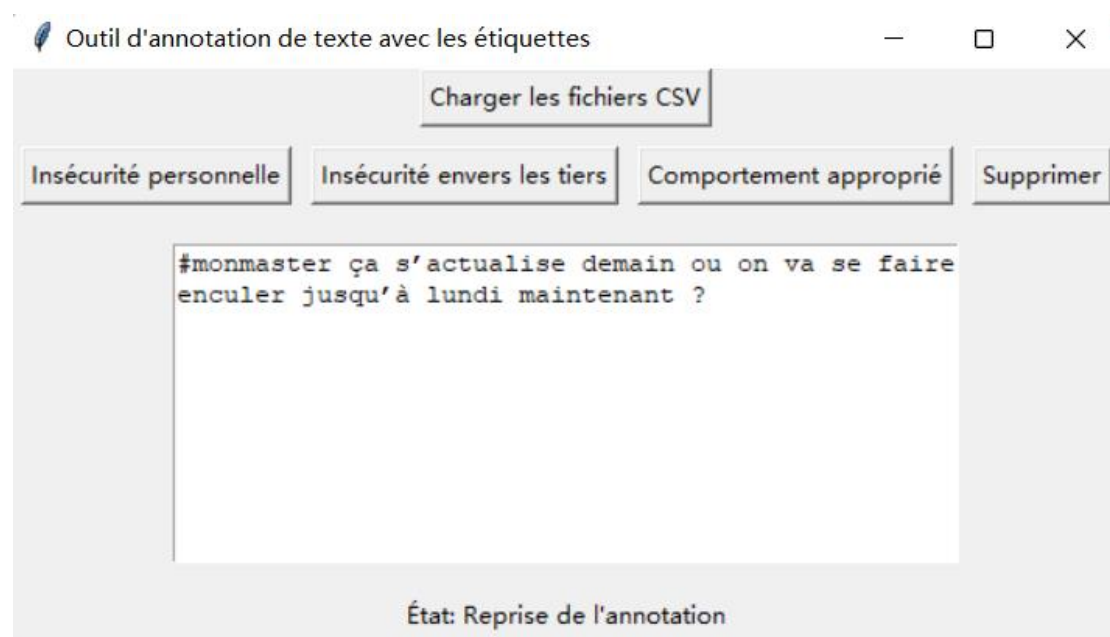 Outil d'annotation de texte avec les étiquettes
Charger les fichiers CSV
Insécurité personnelle Insécurité envers les tiers Comportement approprié Supprimer
#monmaster ça s’actualise demain ou on va se faire
enculer jusqu’à lundi maintenant ?
État: Reprise de l'annotation